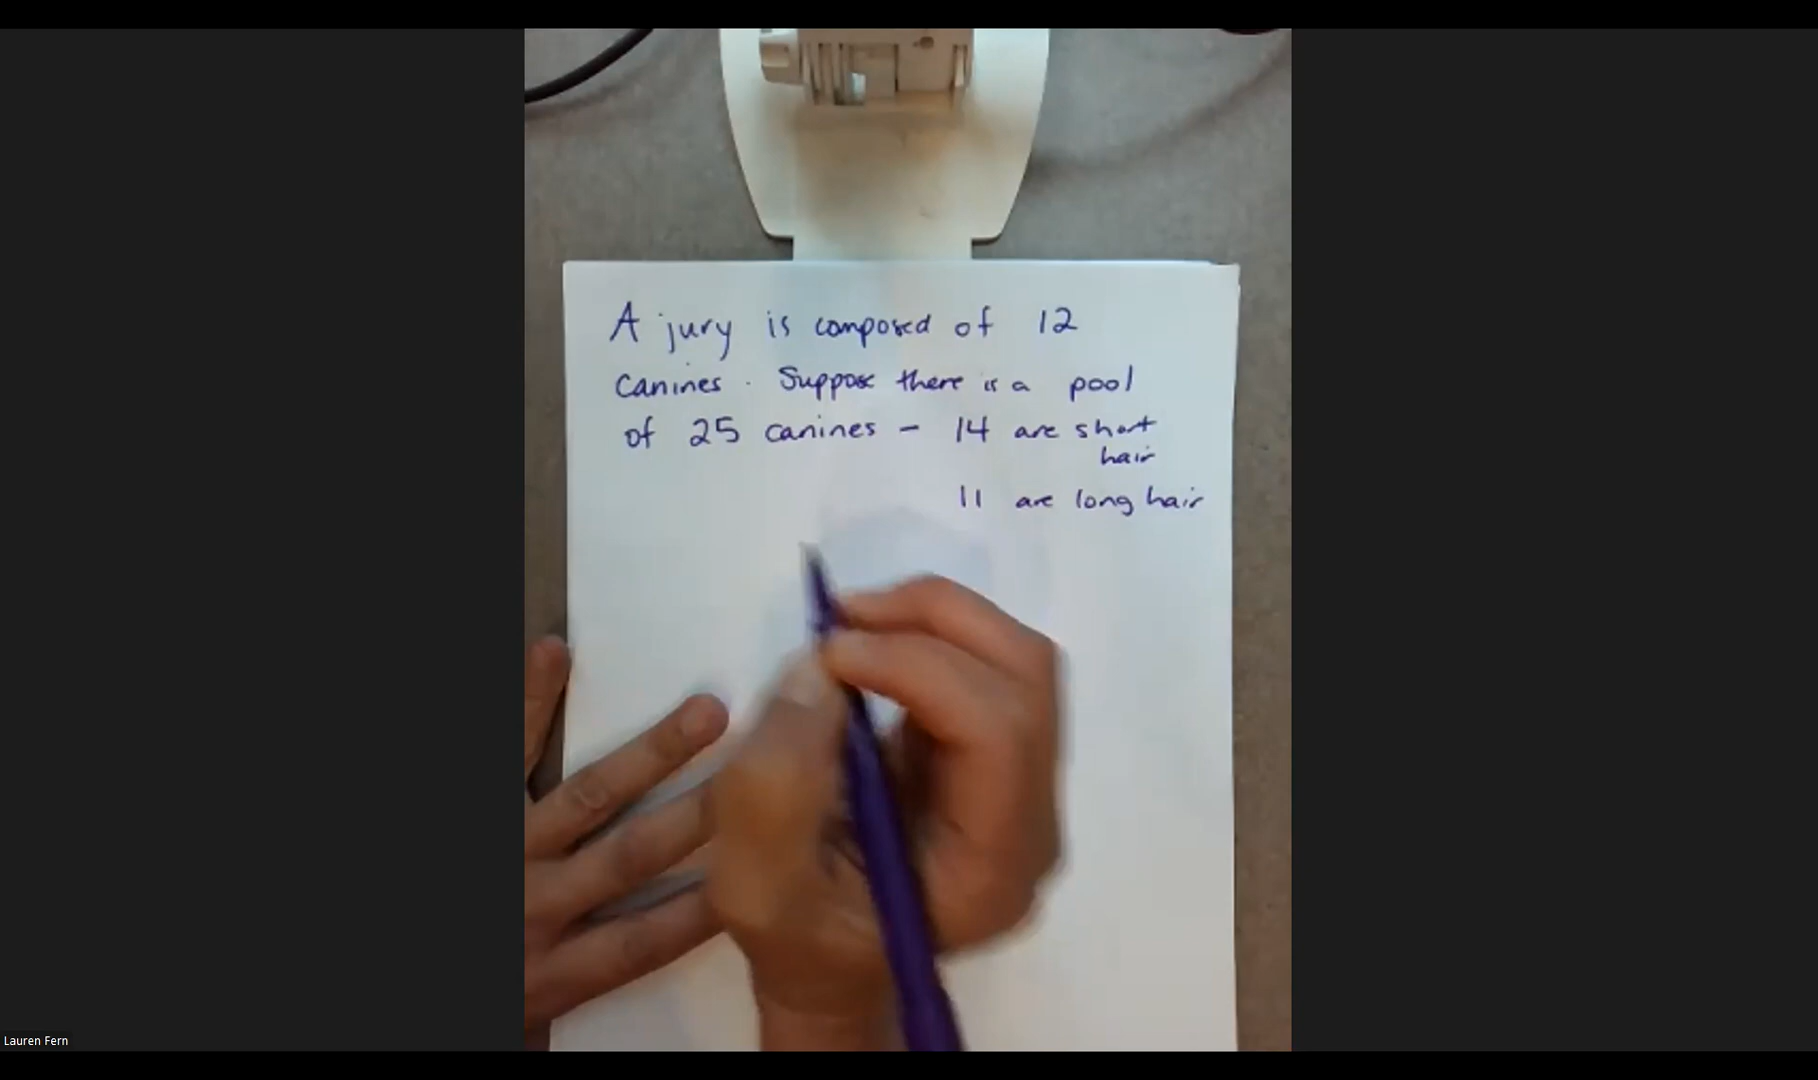 A jury is composed of 12
canines. Suppose there is a pool
of 25 canines - 14 are short
hair
11 are long hair
Lauren Fern